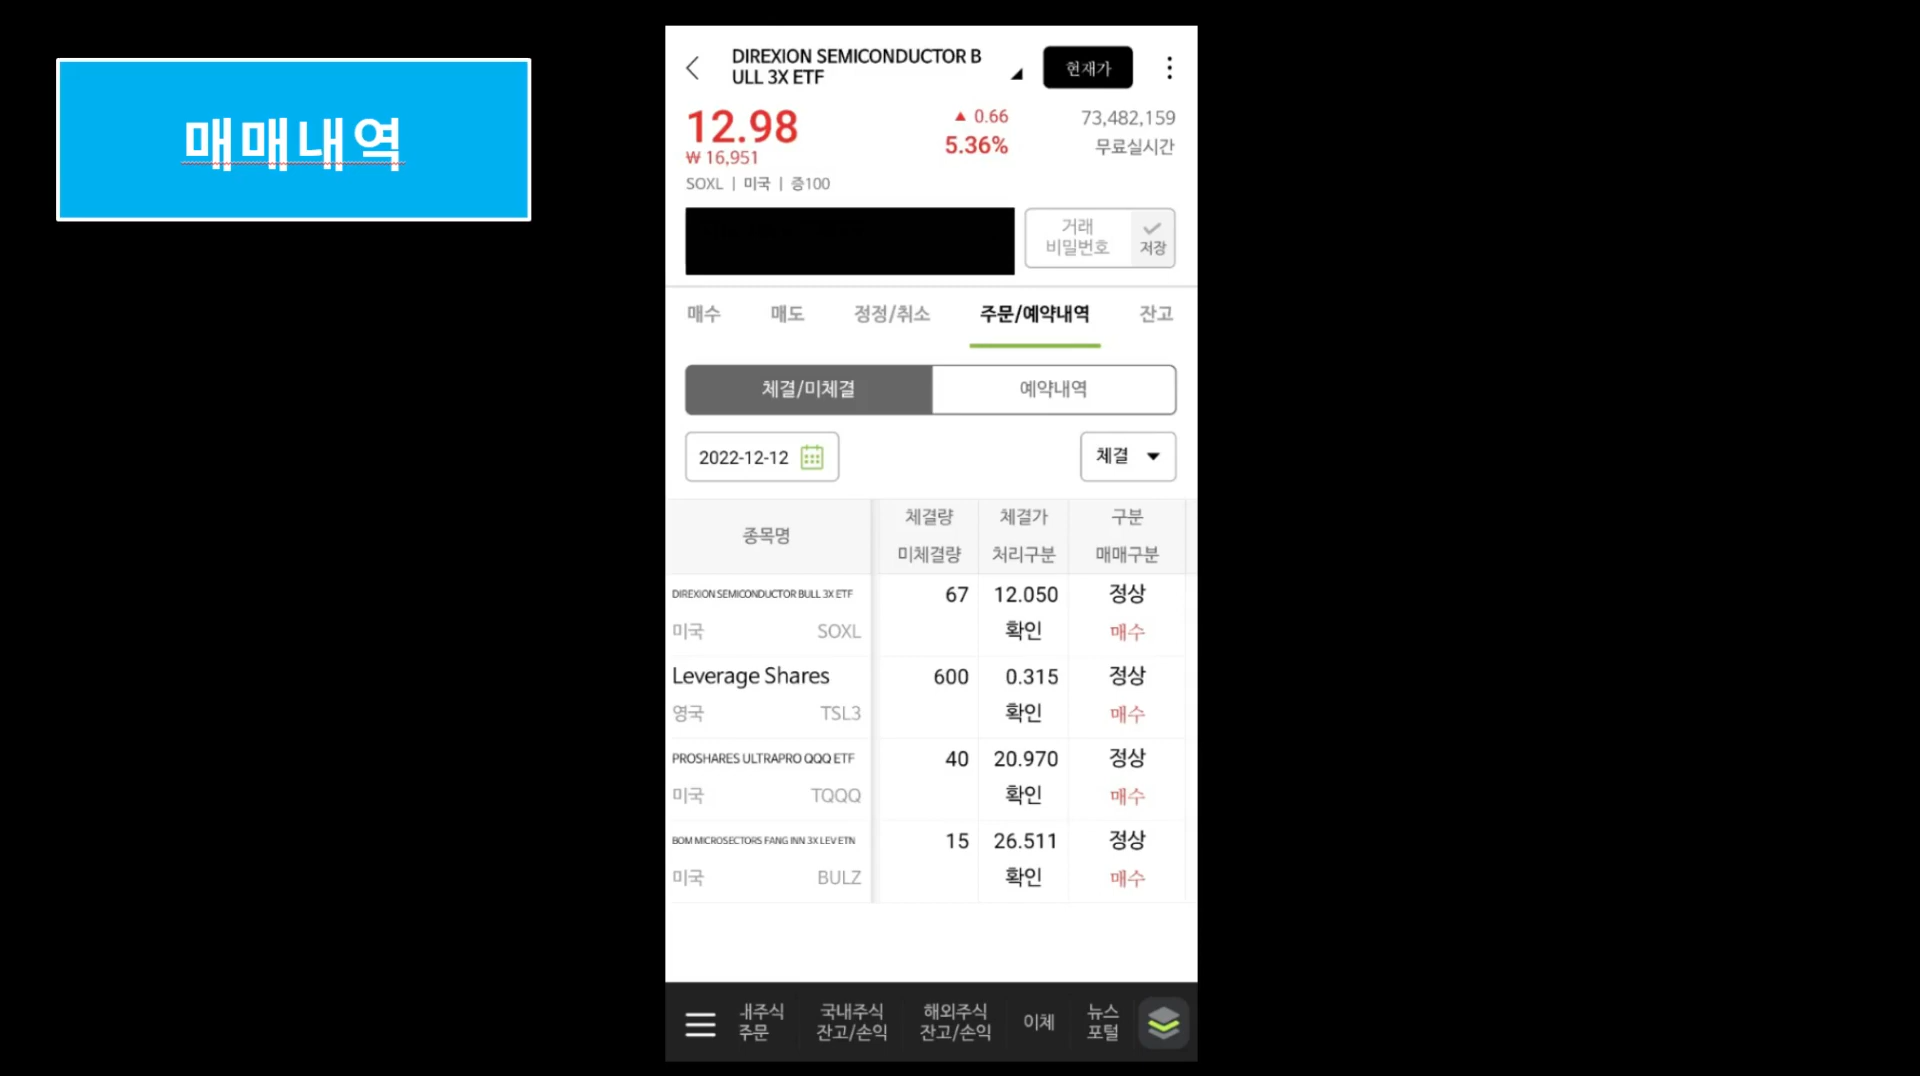 매매내역
DIREXION SEMICONDUCTOR B
ULL 3X ETF
현재가
12.98
▲ 0.66
73,482,159
₩ 16,951
5.36%
무료실시간
SOXL | 미국 | 증100
거래
비밀번호
저장
매수 매도 정정/취소 주문/예약내역 잔고
체결/미체결 예약내역
2022-12-12
체결
종목명
체결량 체결가 구분
미체결량 처리구분 매매구분
DIREXION SEMICONDUCTOR BULL 3X ETF 67 12.050 정상
미국 SOXL 확인 매수
Leverage Shares 600 0.315 정상
영국 TSL3 확인 매수
PROSHARES ULTRAPRO QQQ ETF 40 20.970 정상
미국 TQQQ 확인 매수
BOM MICROSECTORS FANG INN 3X LEV ETN 15 26.511 정상
미국 BULZ 확인 매수
내주식 국내주식 해외주식 이체 뉴스
주문 잔고/손익 잔고/손익 포털